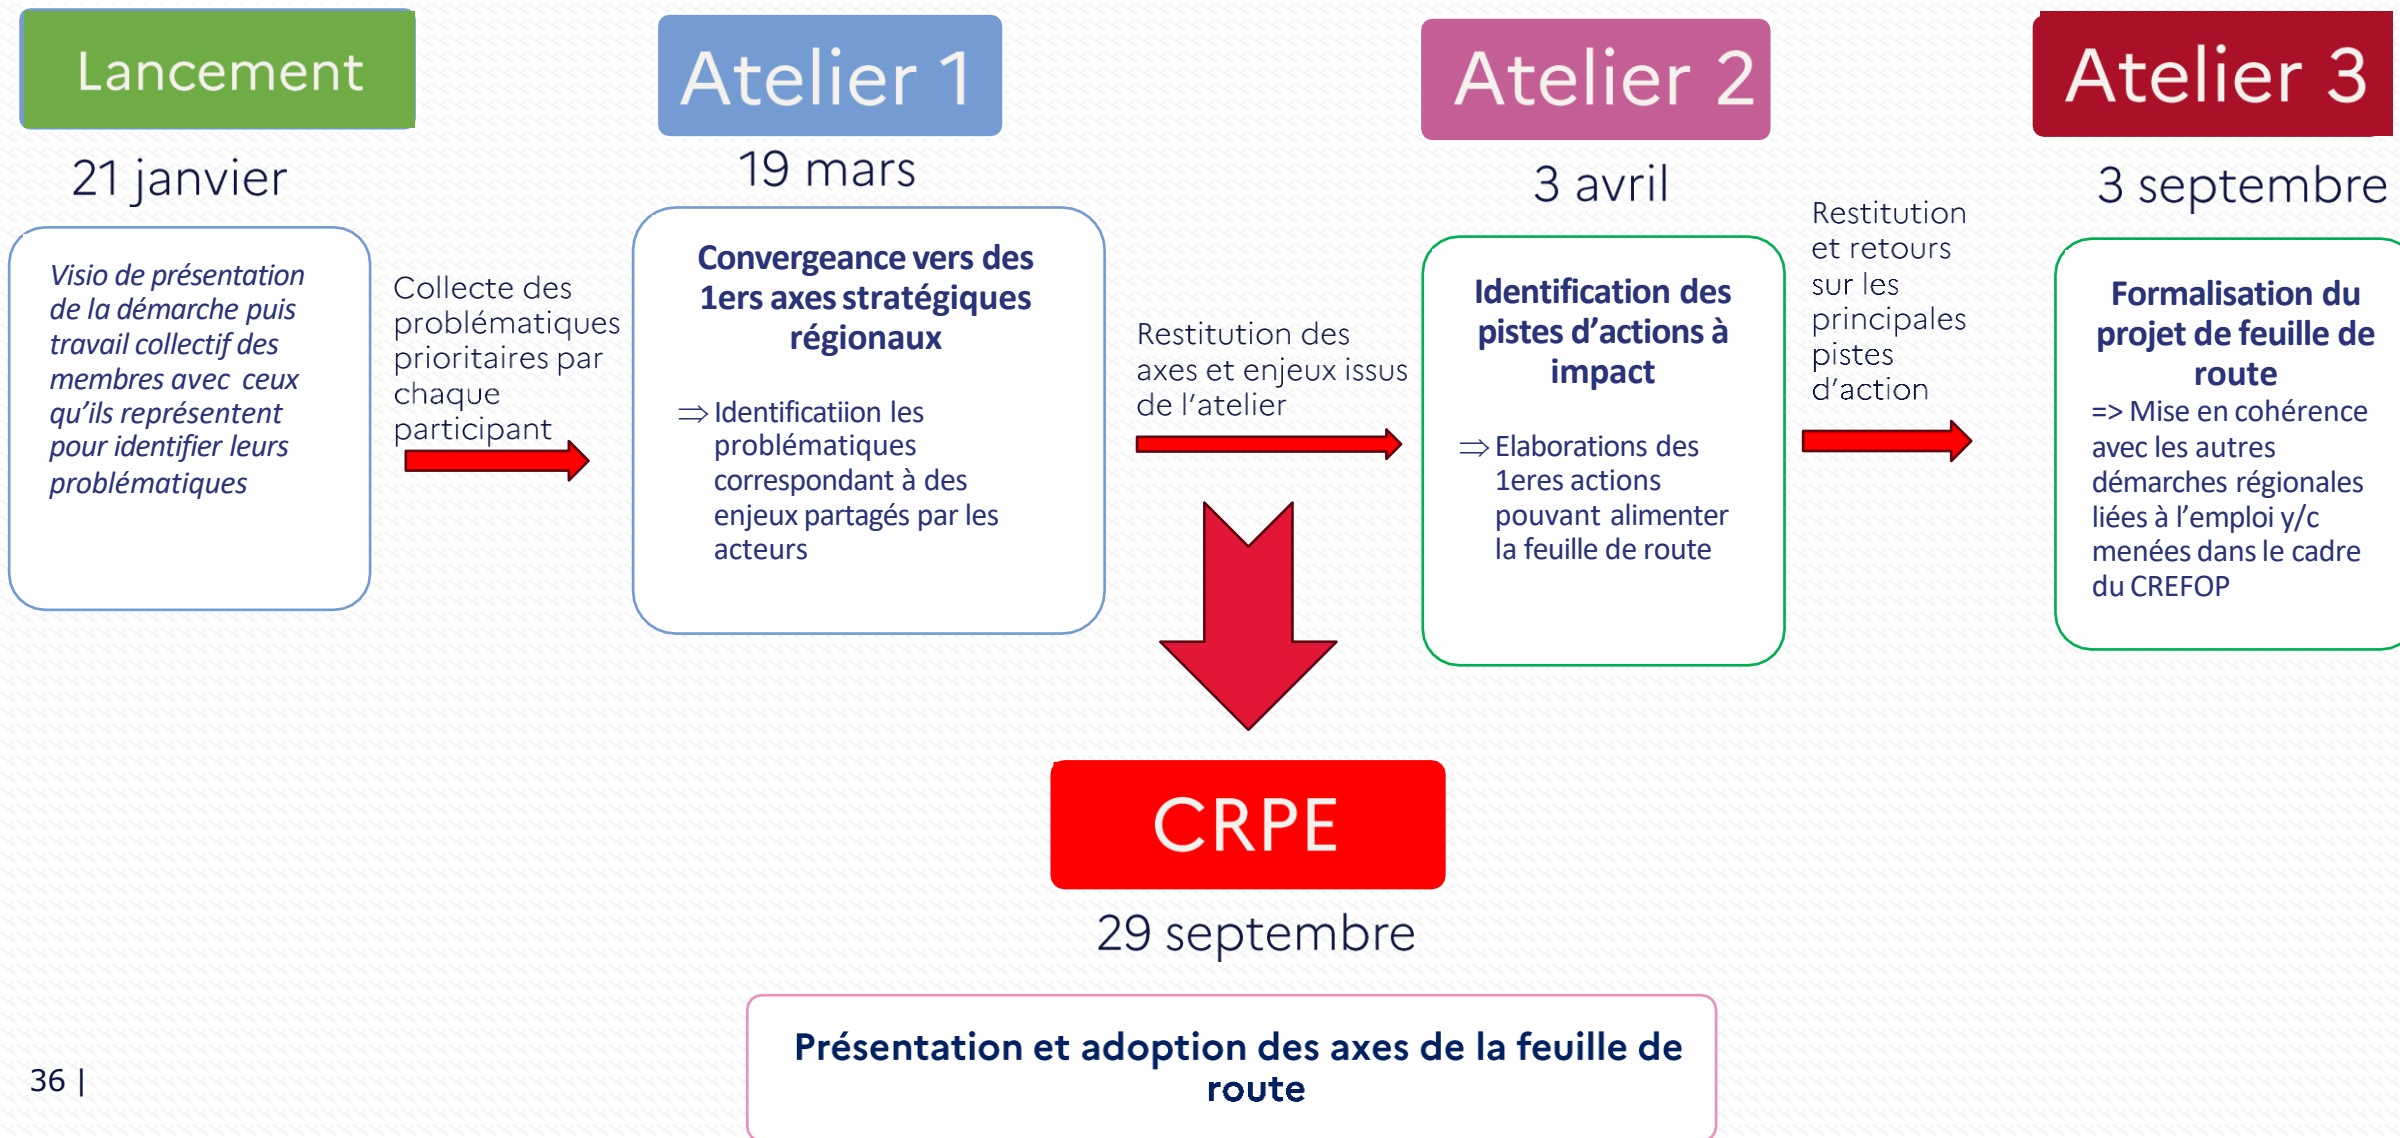 Lancement
21 janvier
Visio de présentation
de la démarche puis
travail collectif des
membres avec ceux
qu'ils représentent
pour identifier leurs
problématiques
Collecte des
problématiques
prioritaires par
chaque
participant
Atelier 1
19 mars
Convergeance vers des
1ers axes stratégiques
régionaux
⇒ Identificatiion les
problématiques
correspondant à des
enjeux partagés par les
acteurs
Restitution des
axes et enjeux issus
de l'atelier
Atelier 2
3 avril
Identification des
pistes d'actions à
impact
⇒ Elaborations des
1eres actions
pouvant alimenter
la feuille de route
Restitution
et retours
sur les
principales
pistes
d'action
Atelier 3
3 septembre
Formalisation du
projet de feuille de
route
=> Mise en cohérence
avec les autres
démarches régionales
liées à l'emploi y/c
menées dans le cadre
du CREFOP
CRPE
29 septembre
Présentation et adoption des axes de la feuille de
route
36 |